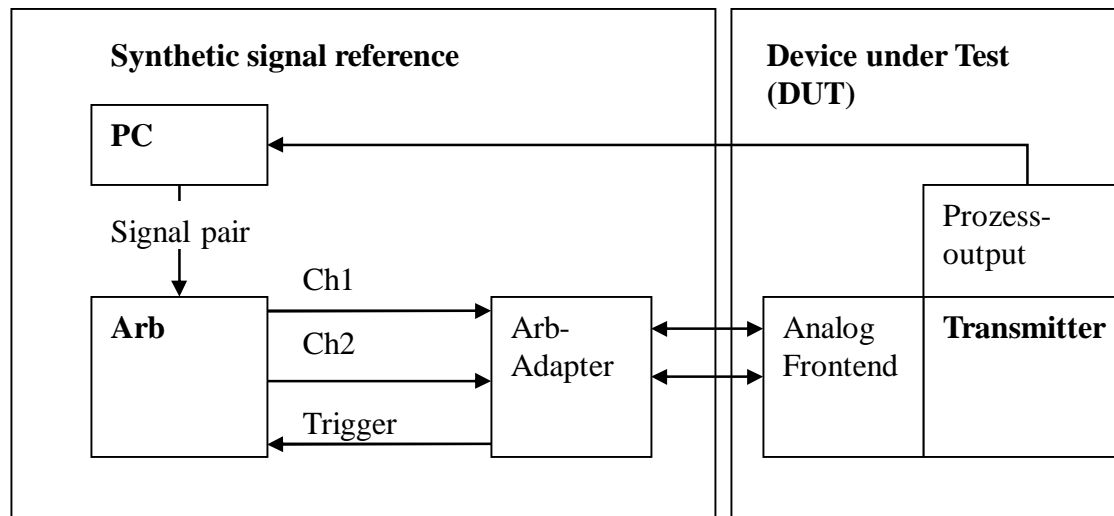 Synthetic signal reference
Device under Test
(DUT)
PC
Signal pair
Prozess-
output
Ch1
Arb
Ch2
Trigger
Arb-
Adapter
Analog
Frontend
Transmitter